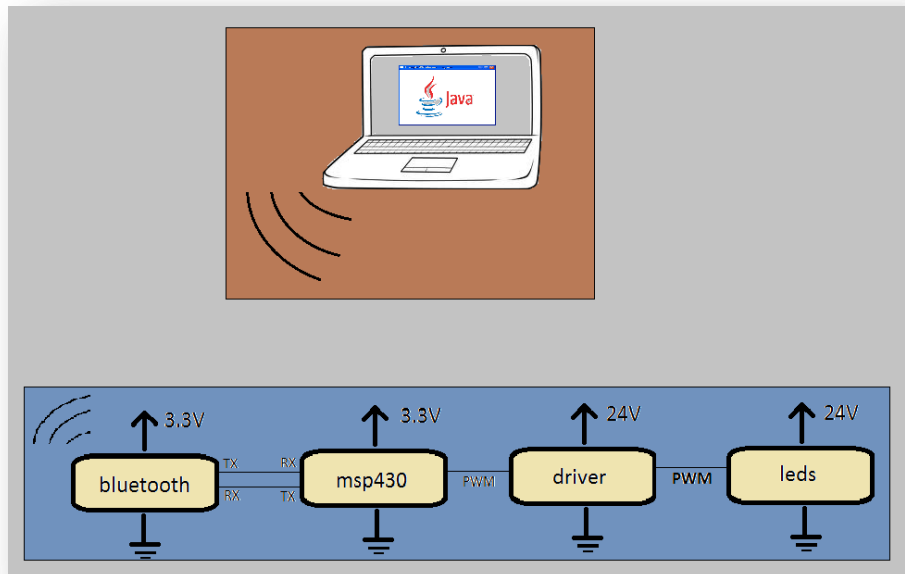 Java
3.3V
3.3V
24V
24V
TX
RX
bluetooth
RX
TX
msp430
PWM
driver
PWM
leds